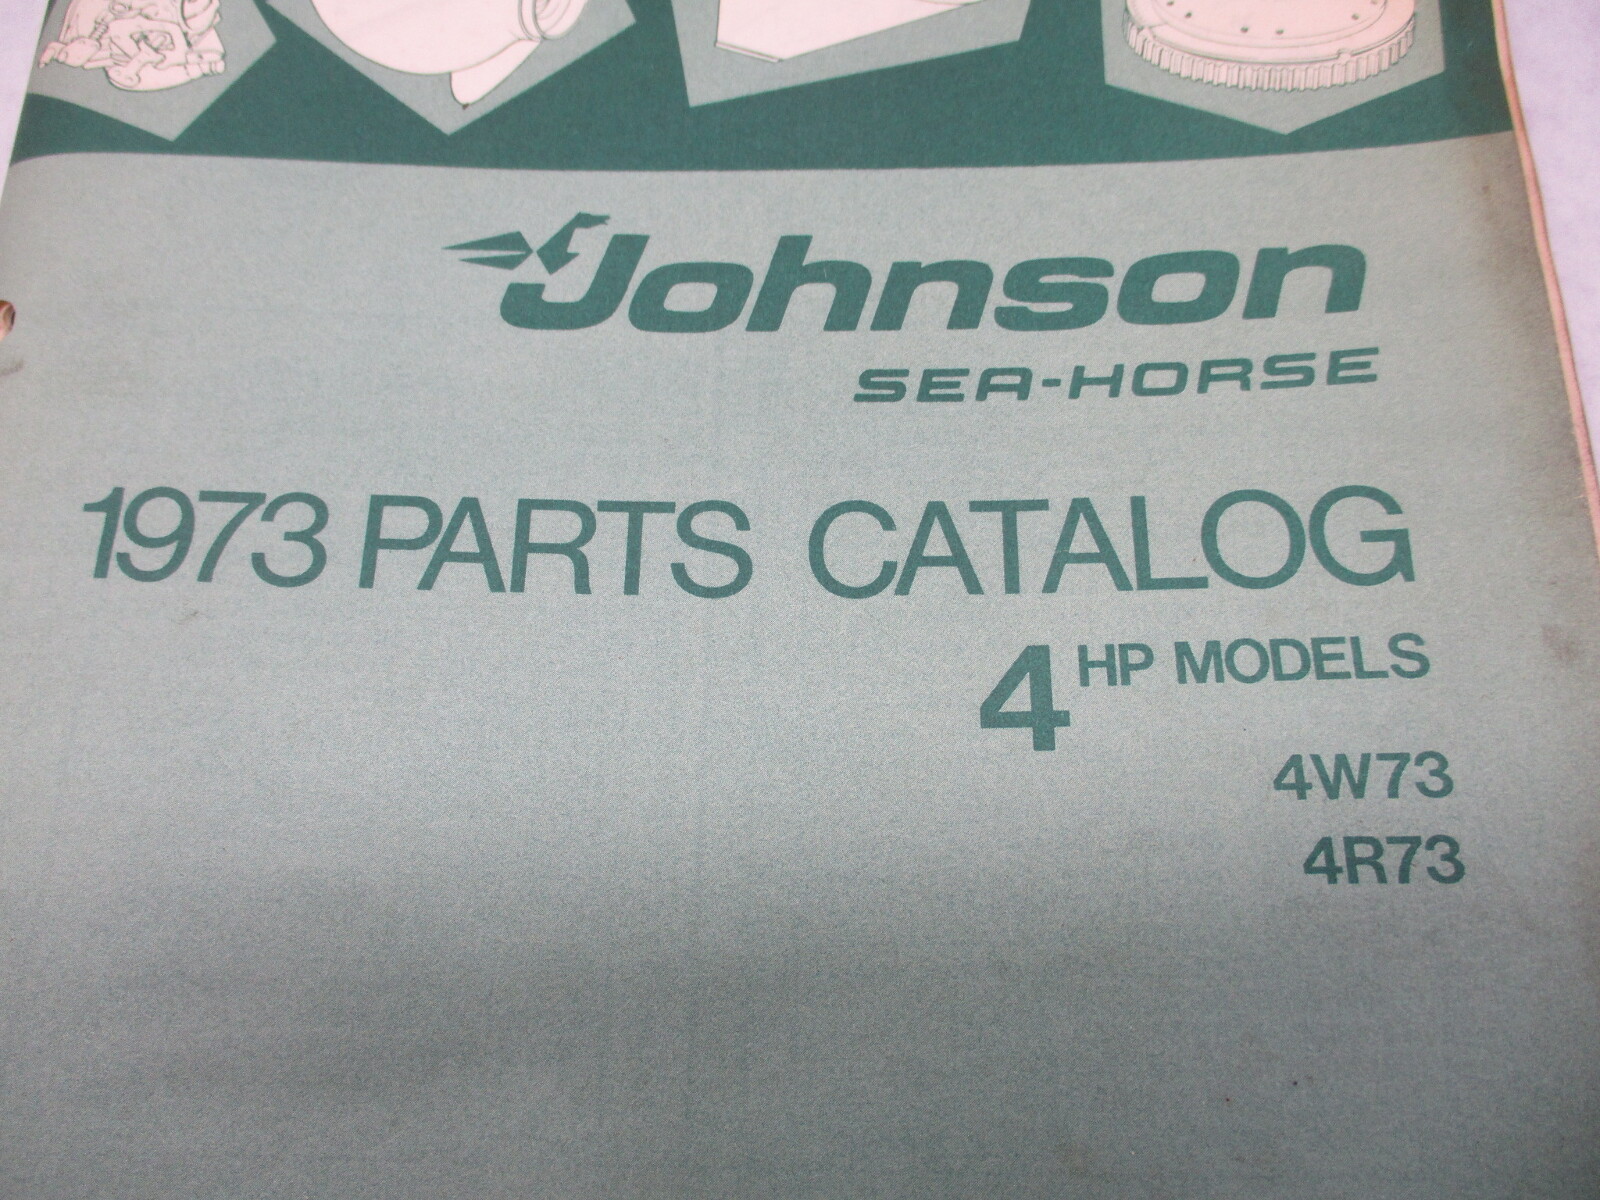 Johnson
SEA-HORSE
1973 PARTS CATALOG
4 HP MODELS
4W73
4R73